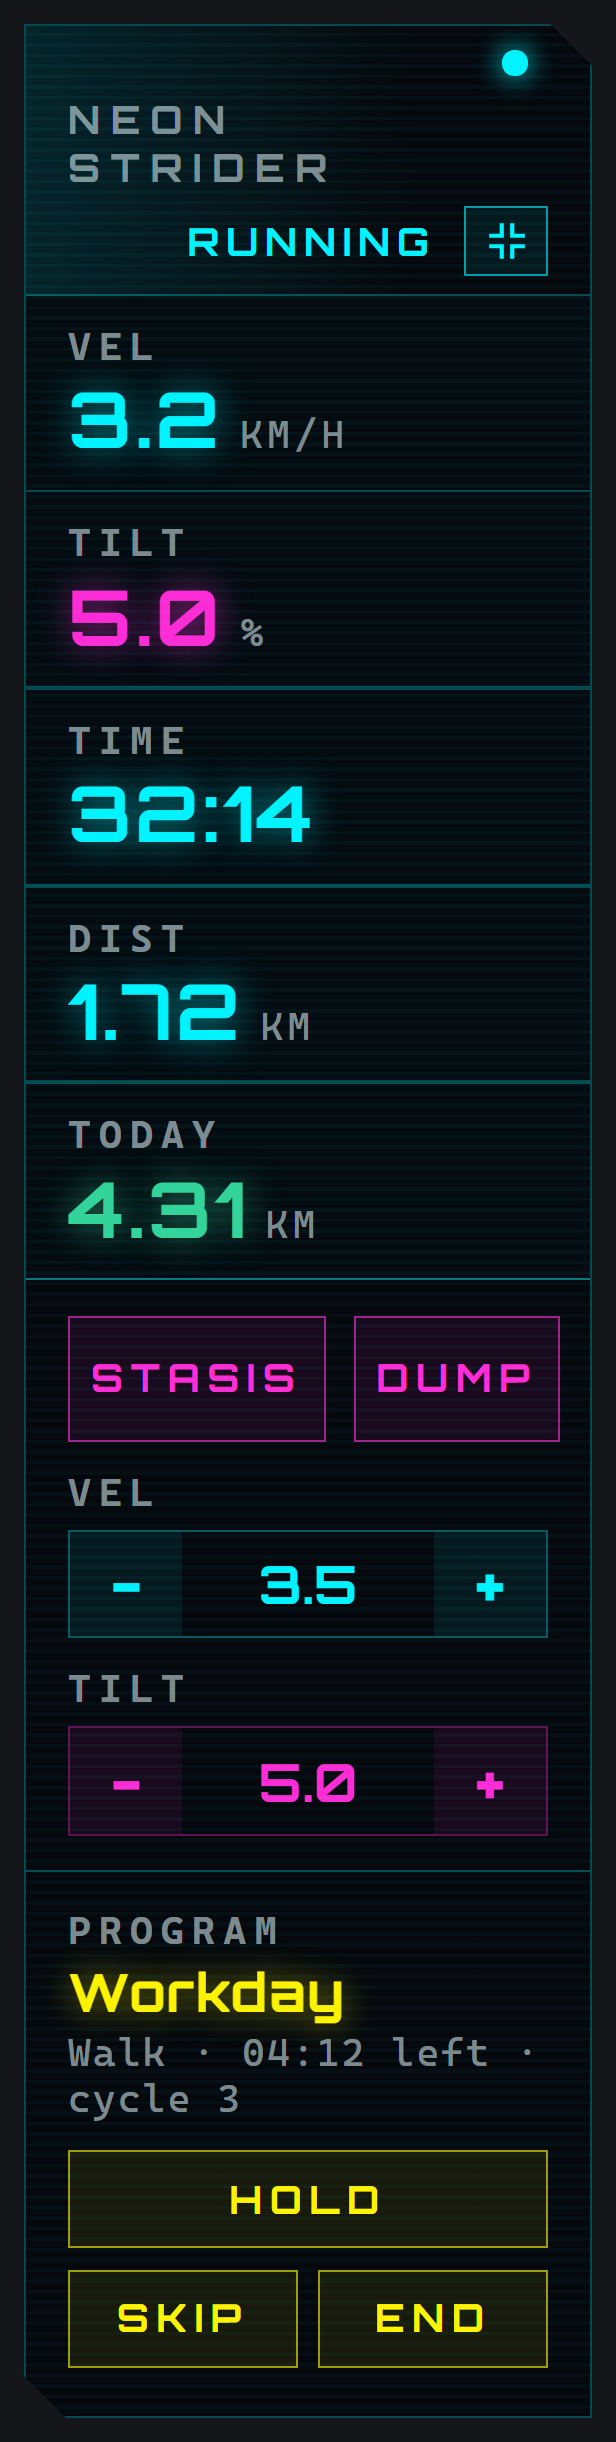 NEON
STRIDER
RUNNING
VEL
3.2 KM/H
TILT
5.0 %
TIME
32:14
DIST
1.72 KM
TODAY
4.31 KM
STASIS DUMP
VEL
- 3.5 +
TILT
- 5.0 +
PROGRAM
Workday
Walk · 04:12 left ·
cycle 3
HOLD
SKIP END